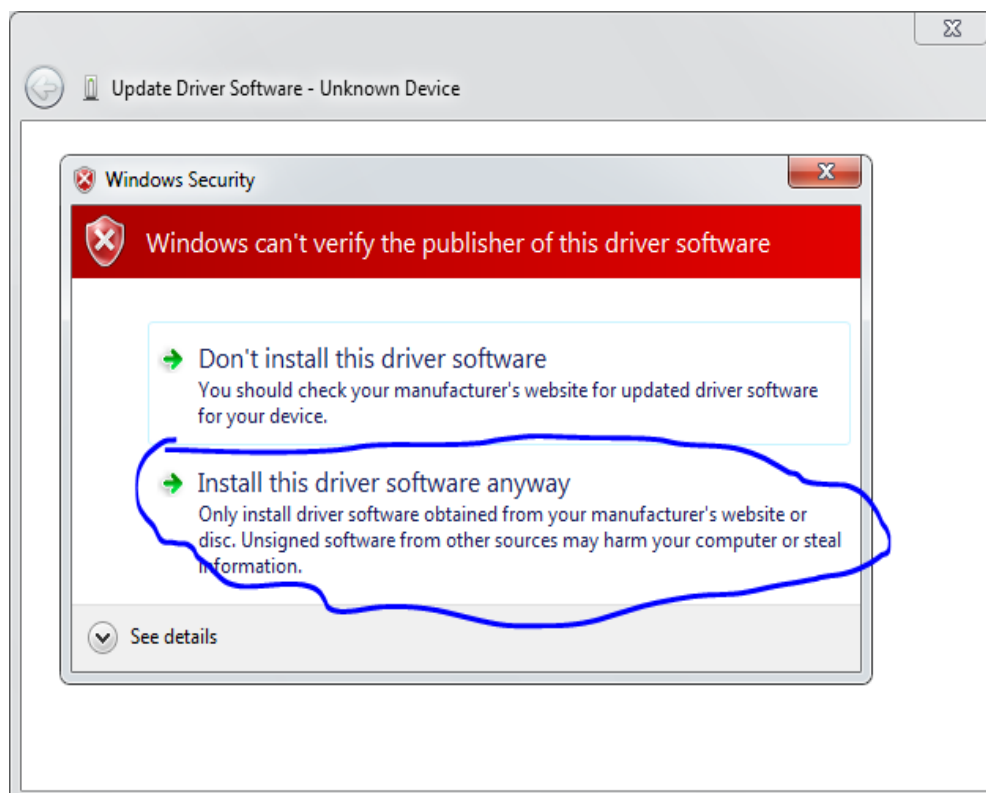 Update Driver Software - Unknown Device
Windows Security
Windows can't verify the publisher of this driver software
Don't install this driver software
You should check your manufacturer's website for updated driver software
for your device.
Install this driver software anyway
Only install driver software obtained from your manufacturer's website or
disc. Unsigned software from other sources may harm your computer or steal
information.
See details